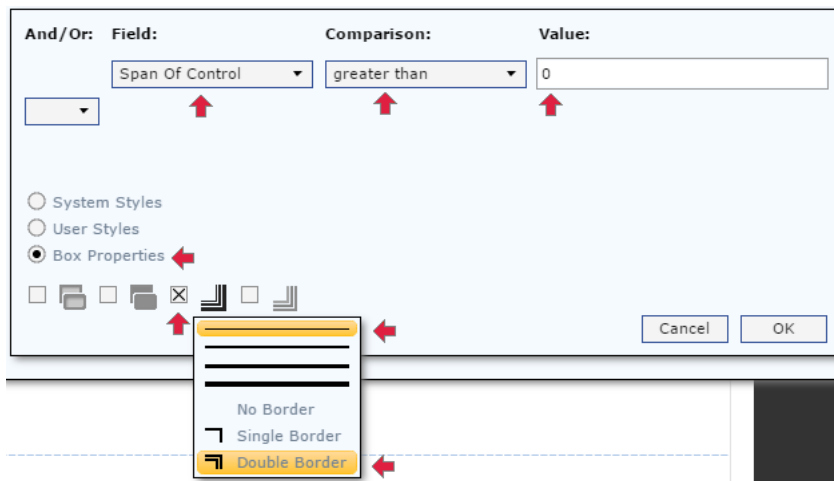 And/Or: Field: Comparison: Value:
Span Of Control greater than 0
System Styles
User Styles
Box Properties
Cancel OK
No Border
Single Border
Double Border